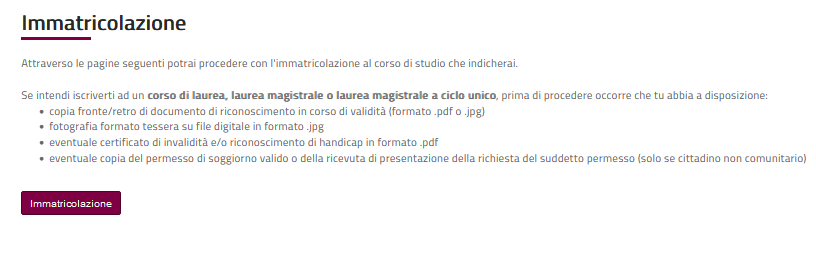 Immatricolazione
Attraverso le pagine seguenti potrai procedere con l'immatricolazione al corso di studio che indicherai.
Se intendi iscriverti ad un corso di laurea, laurea magistrale o laurea magistrale a ciclo unico, prima di procedere occorre che tu abbia a disposizione:
• copia fronte/retro di documento di riconoscimento in corso di validità (formato .pdf o .jpg)
• fotografia formato tessera su file digitale in formato .jpg
• eventuale certificato di invalidità e/o riconoscimento di handicap in formato .pdf
• eventuale copia del permesso di soggiorno valido o della ricevuta di presentazione della richiesta del suddetto permesso (solo se cittadino non comunitario)
Immatricolazione